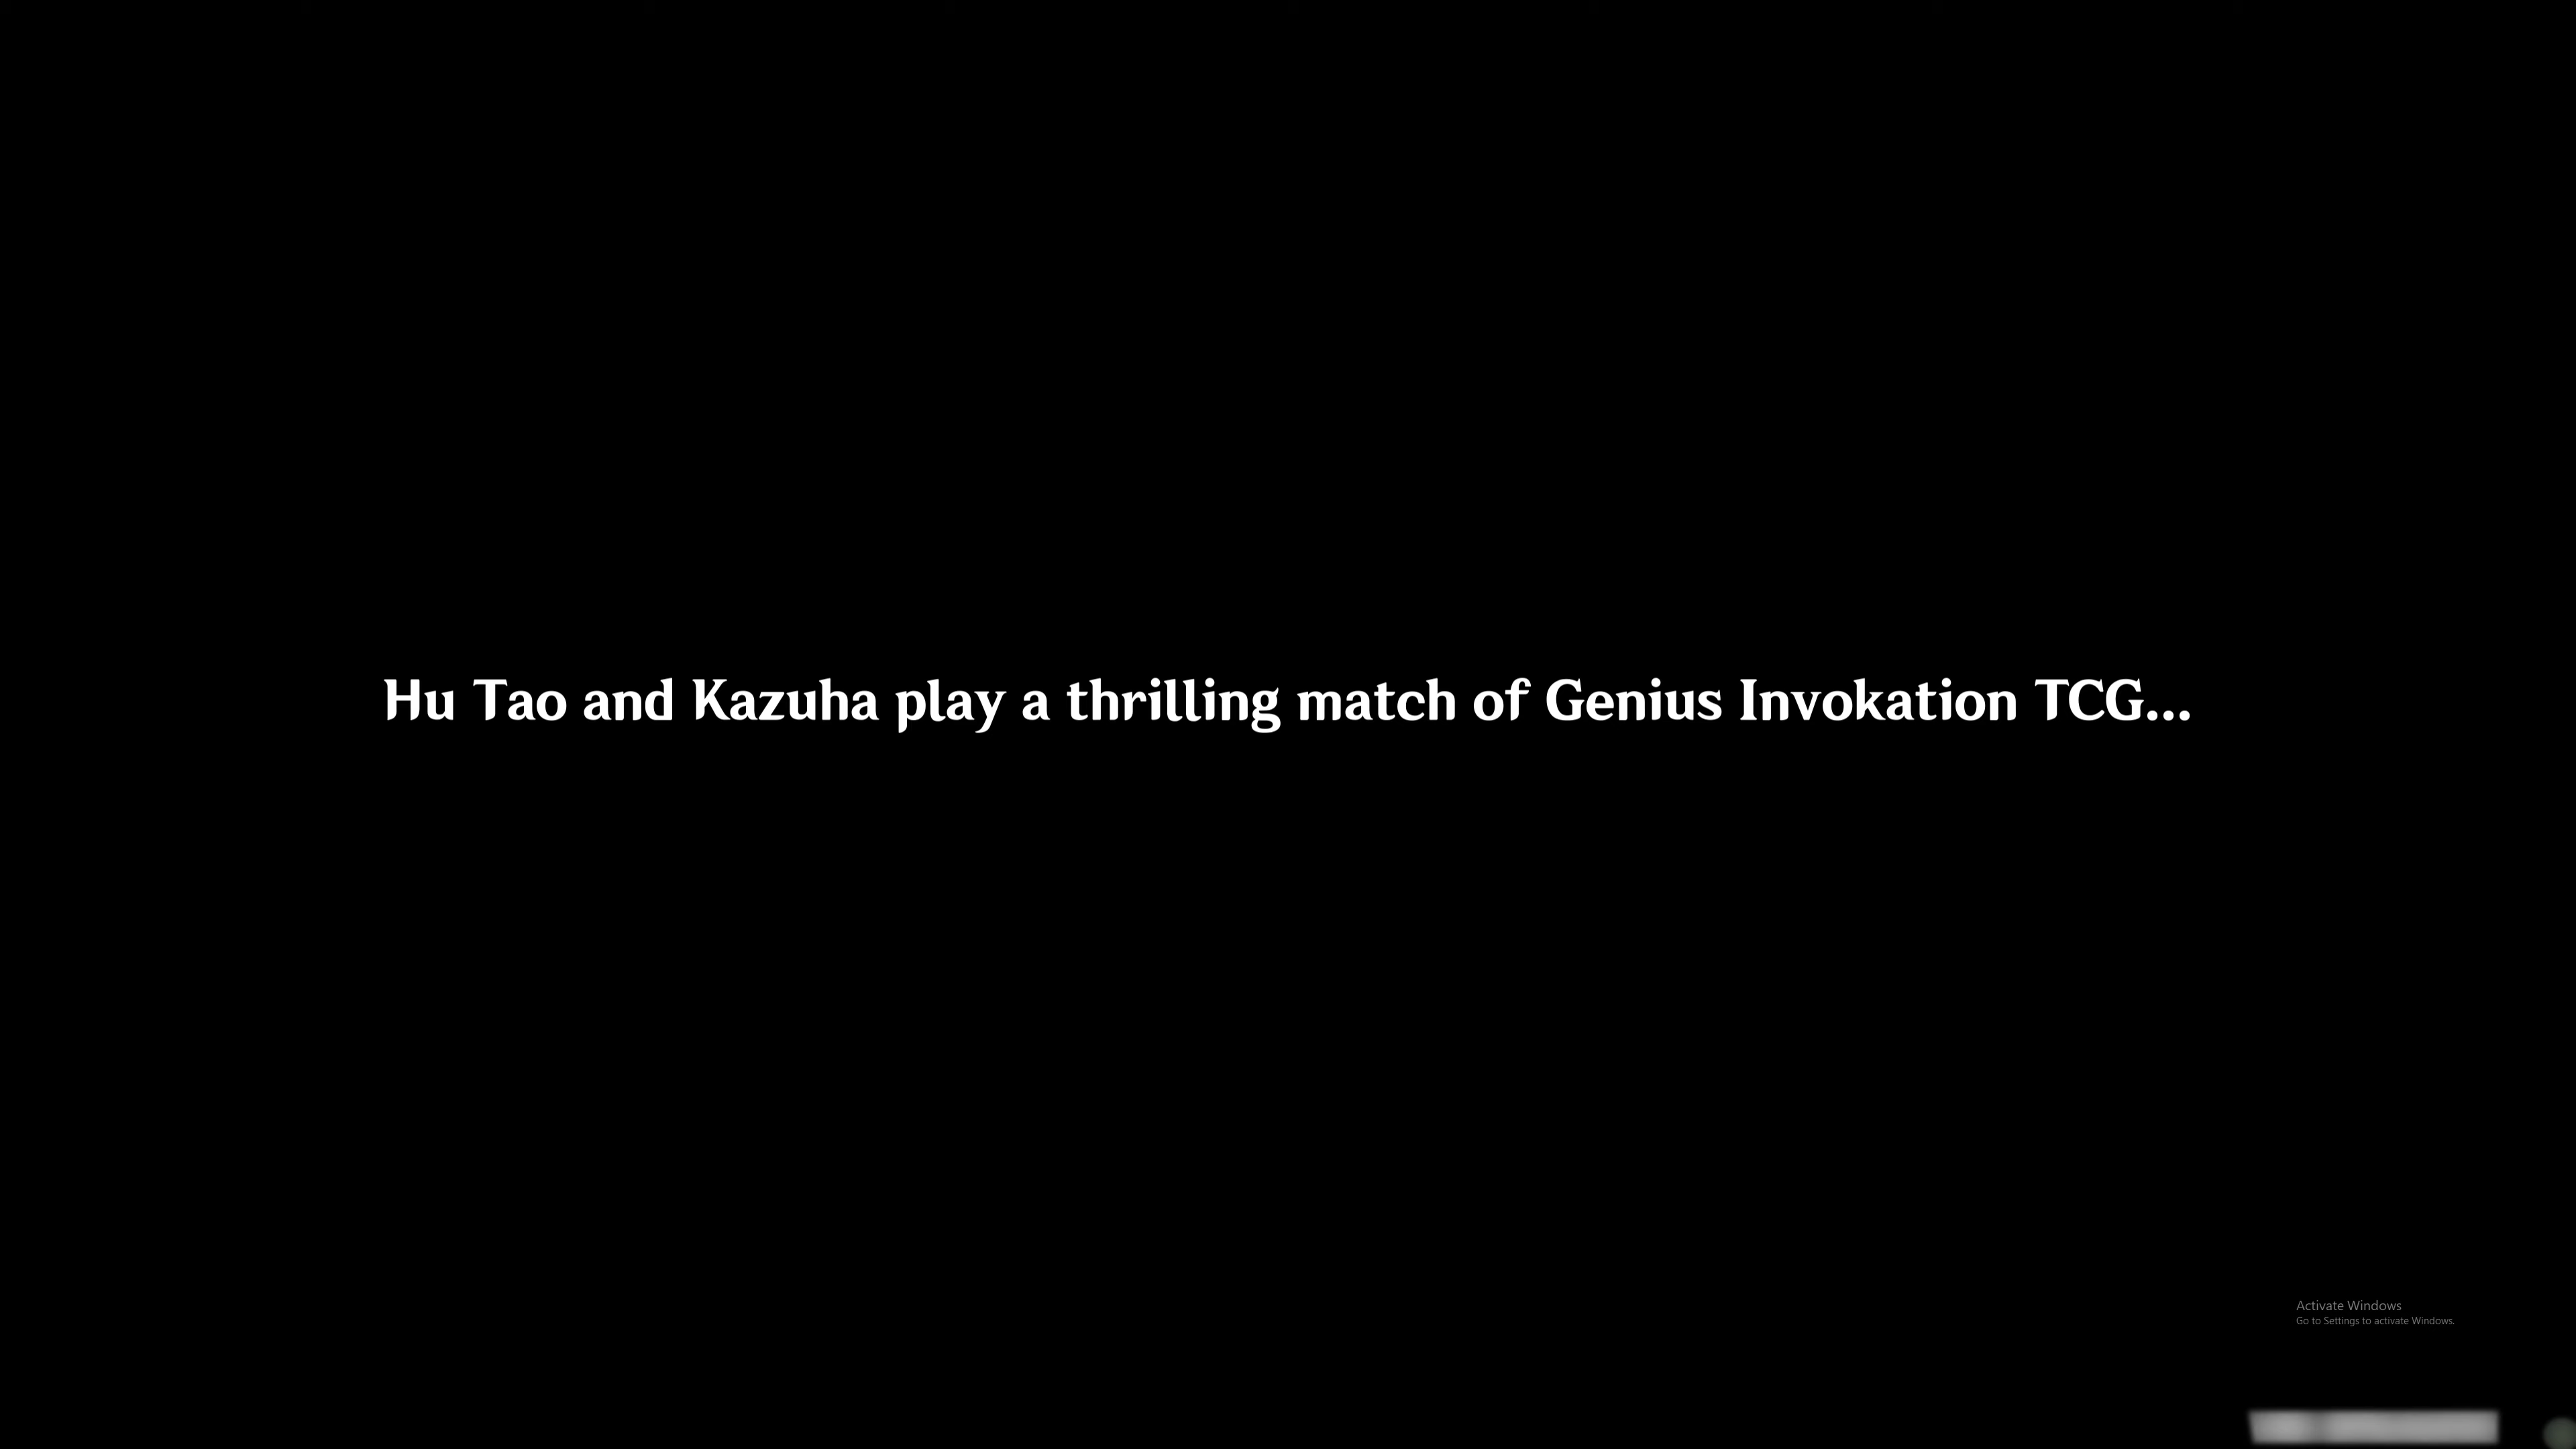 Hu Tao and Kazuha play a thrilling match of Genius Invokation TCG...
Activate Windows
Go to Settings to activate Windows.